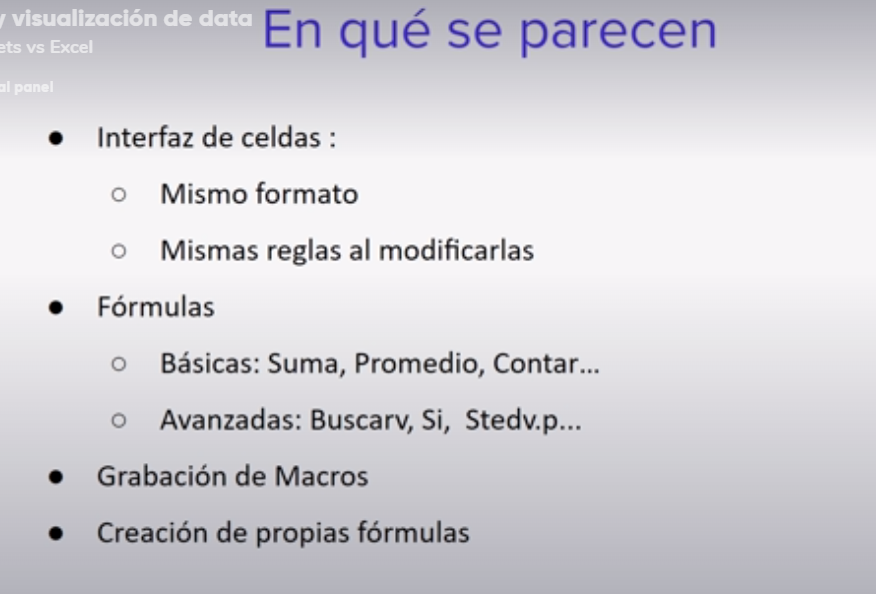 y visualización de data
En qué se parecen
ets vs Excel
al panel
● Interfaz de celdas :
○ Mismo formato
○ Mismas reglas al modificarlas
● Fórmulas
○ Básicas: Suma, Promedio, Contar...
○ Avanzadas: Buscarv, Si, Stedv.p...
● Grabación de Macros
● Creación de propias fórmulas